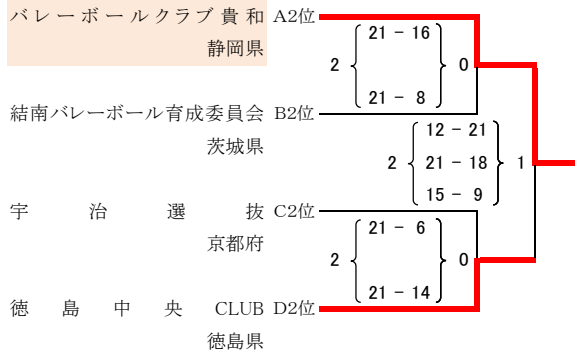 バレーボールクラブ貴和 A2位
静岡県
21 - 16
2 0
21 - 8
結南バレーボール育成委員会 B2位
茨城県
12 - 21
2 21 - 18 1
15 - 9
宇治選抜 C2位
京都府
21 - 6
2 0
21 - 14
徳島中央 CLUB D2位
徳島県